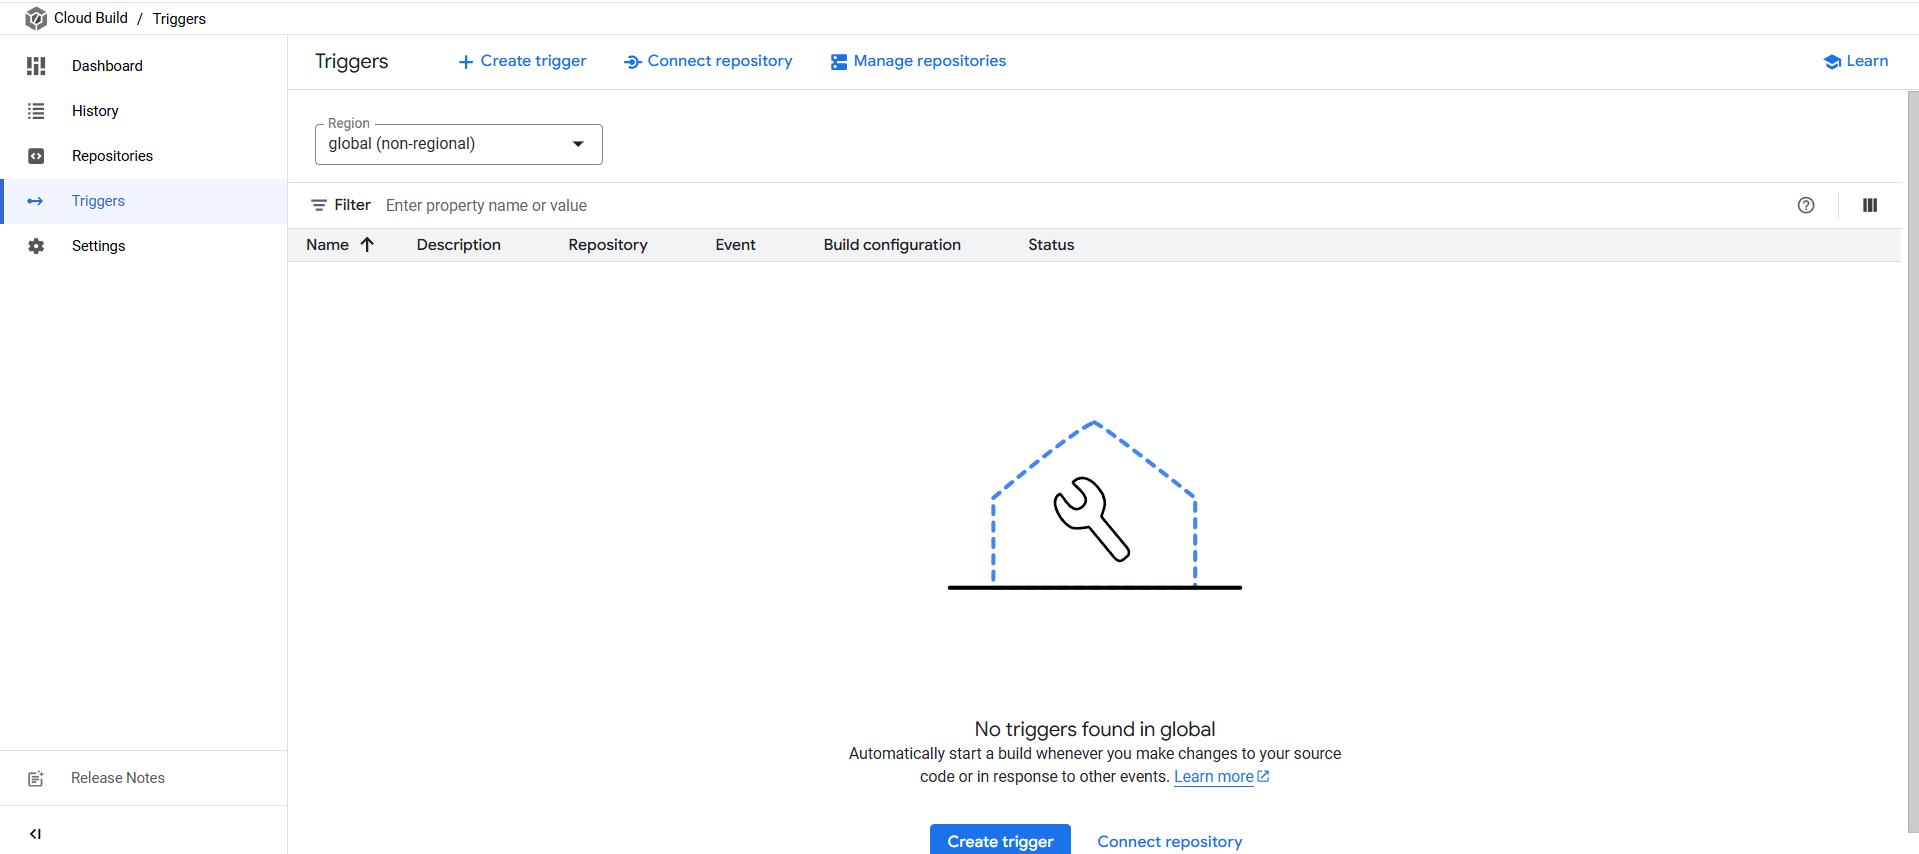 Cloud Build / Triggers
Dashboard
History
Repositories
Triggers
Settings
Release Notes
Triggers
Create trigger
Connect repository
Manage repositories
Learn
Region
global (non-regional)
Filter Enter property name or value
Name Description Repository Event Build configuration Status
No triggers found in global
Automatically start a build whenever you make changes to your source
code or in response to other events. Learn more
Create trigger Connect repository